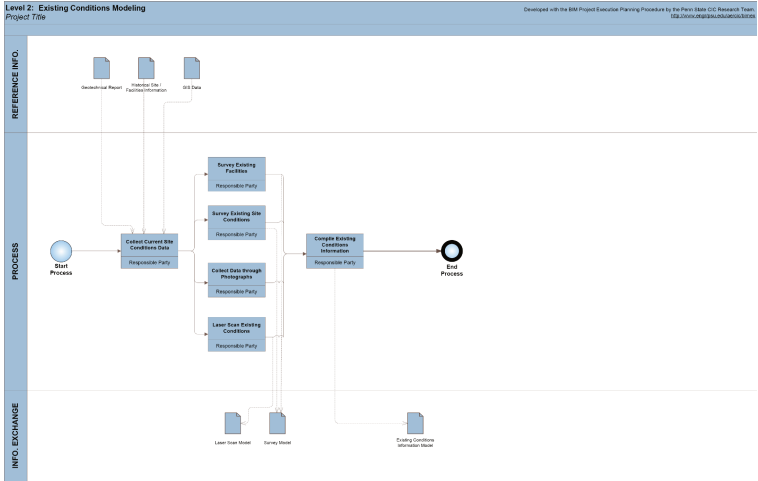 Level 2: Existing Conditions Modeling
Project Title
Developed with the BIM Project Execution Planning Procedure by the Penn State CIC Research Team.
REFERENCE INFO.
Geotechnical Report
Historical Site /
Facilities Information
GIS Data
PROCESS
Start
Process
Collect Current Site
Conditions Data
Responsible Party
Survey Existing
Facilities
Responsible Party
Survey Existing Site
Conditions
Responsible Party
Collect Data through
Photographs
Responsible Party
Laser Scan Existing
Conditions
Responsible Party
Compile Existing
Conditions
Information
Responsible Party
End
Process
INFO. EXCHANGE
Laser Scan Model
Survey Model
Existing Conditions
Information Model